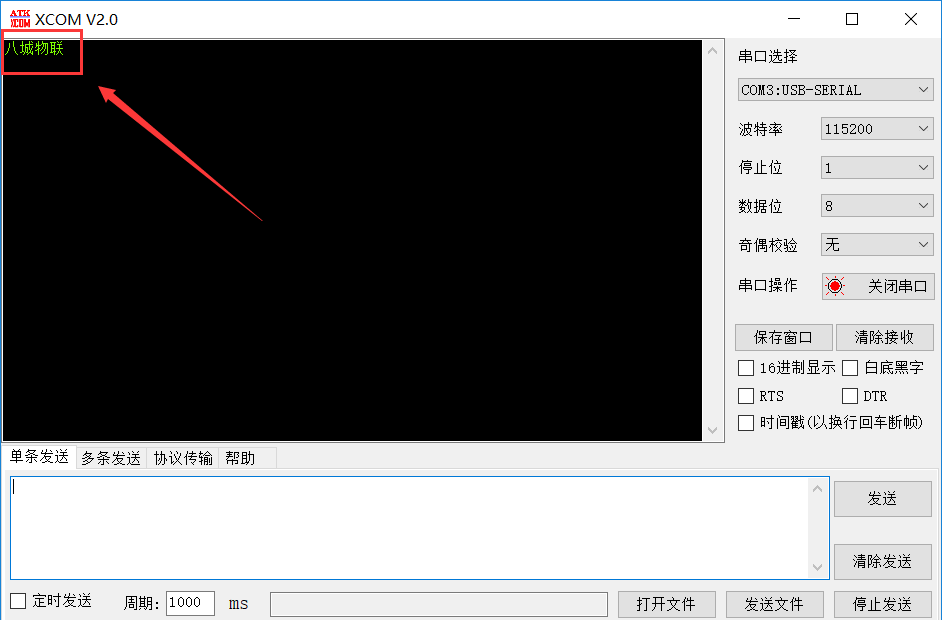 ATK XCOM XCOM V2.0
八城物联
串口选择
COM3:USB-SERIAL
波特率 115200
停止位 1
数据位 8
奇偶校验 无
串口操作 关闭串口
保存窗口 清除接收
16进制显示 白底黑字
RTS DTR
时间戳(以换行回车断帧)
单条发送 多条发送 协议传输 帮助
发送
清除发送
定时发送 周期: 1000 ms 打开文件 发送文件 停止发送